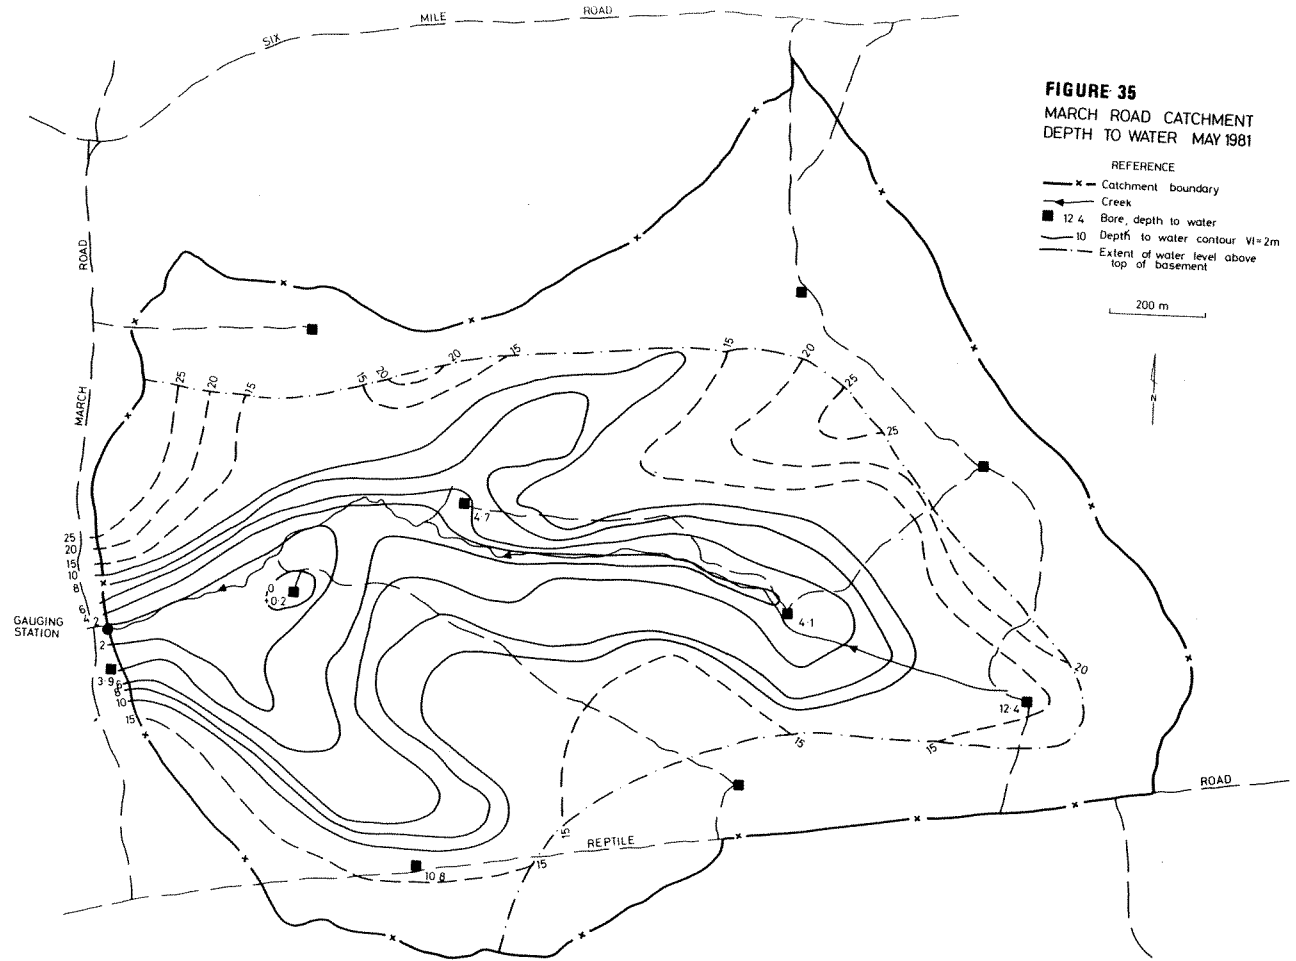 SIX MILE ROAD
FIGURE 35
MARCH ROAD CATCHMENT
DEPTH TO WATER MAY 1981
REFERENCE
Catchment boundary
Creek
12·4 Bore, depth to water
10 Depth to water contour VI=2m
Extent of water level above
top of basement
200 m
N
MARCH ROAD
25
20
15
15
20
20
15
15
20
25
25
25
20
15
10
8
6
4
2
GAUGING
STATION
2
3·9
6
8
10
15
0
+0·2
4·7
4·1
12·4
20
15
15
15
15
10·8
REPTILE ROAD